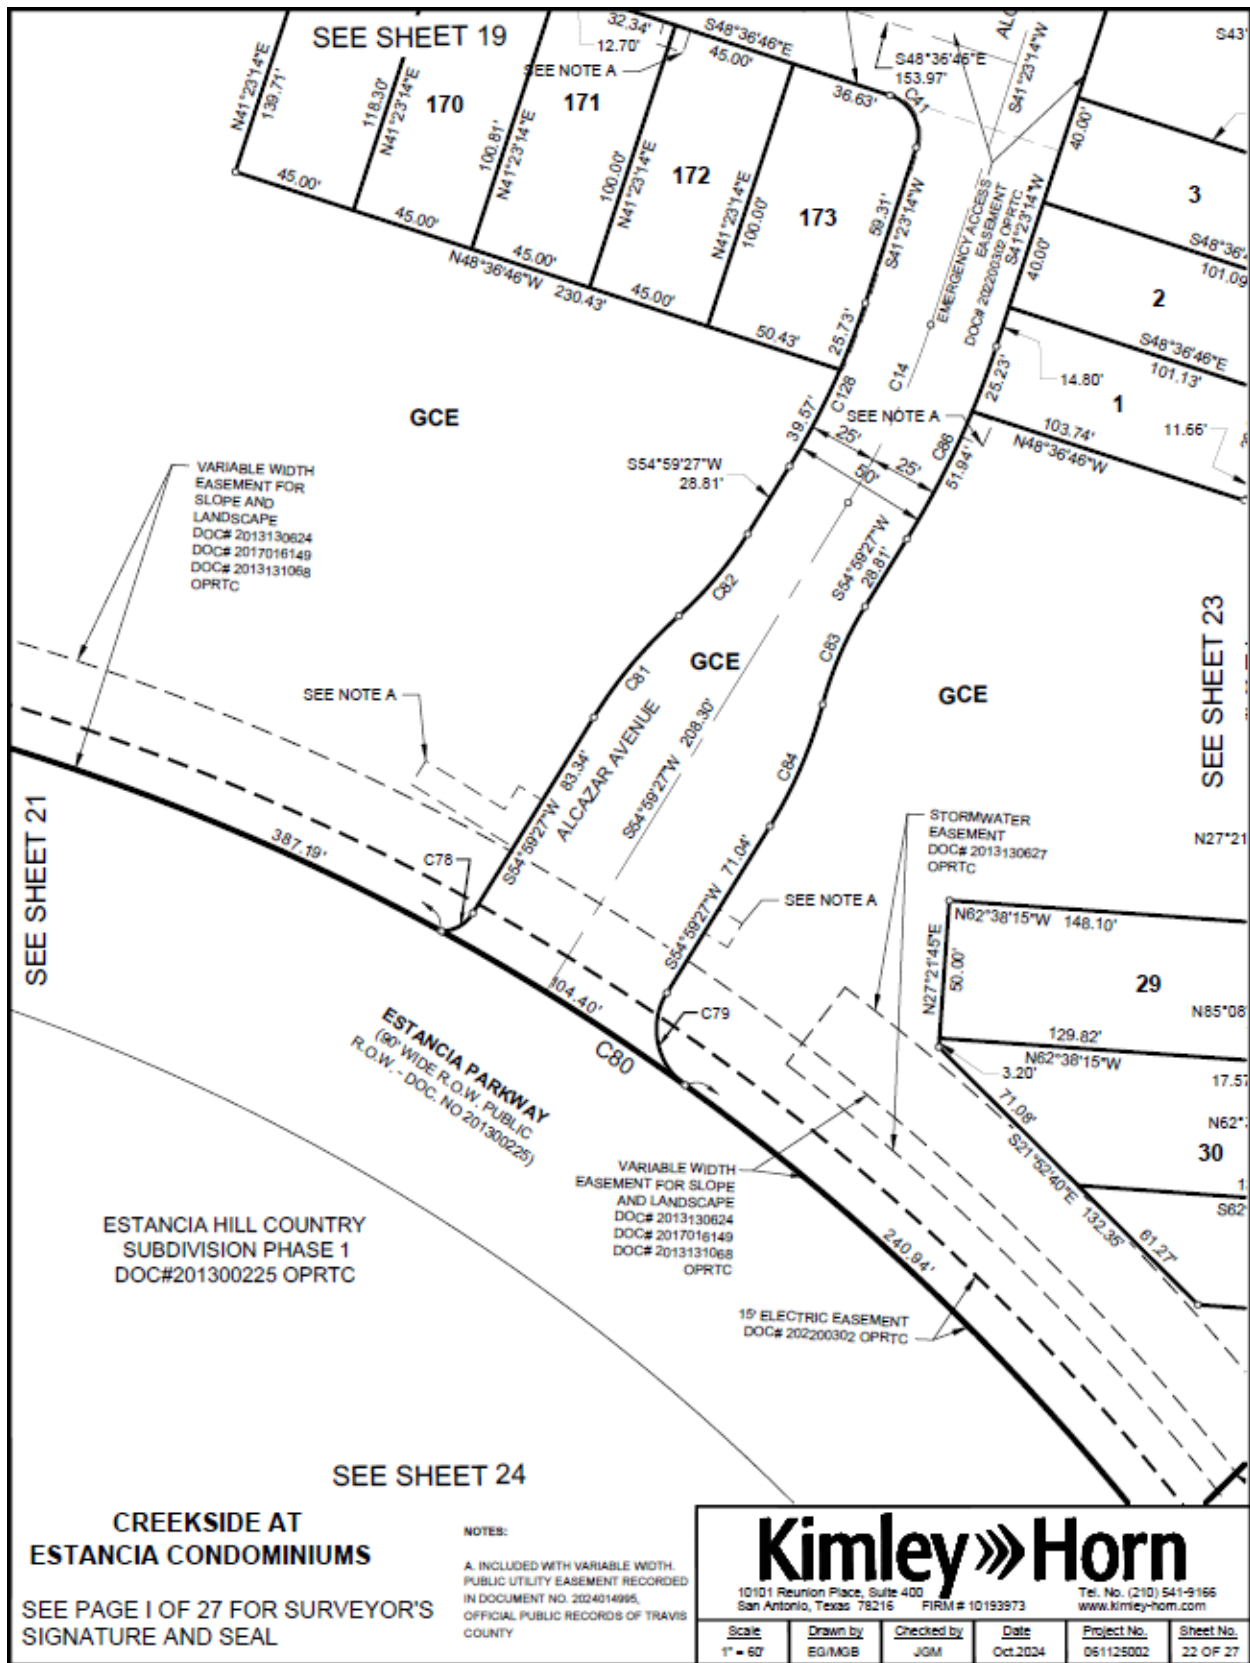 SEE SHEET 19
N41°23'14"E
139.71'
118.30'
N41°23'14"E
170
100.81'
N41°23'14"E
171
32.34'
12.70'
SEE NOTE A
S48°36'46"E
45.00'
100.00'
N41°23'14"E
172
N41°23'14"E
100.00'
173
36.63'
C41
S48°36'46"E
153.97'
S41°23'14"W
S43°
59.31'
S41°23'14"W
40.00'
3
EMERGENCY ACCESS
EASEMENT
DOC# 202200302 OPRTC
S41°23'14"W
40.00'
101.09
2
S48°36'46"E
101.13'
14.80'
25.23'
1
103.74'
N48°36'46"W
11.66'
45.00'
45.00'
45.00'
N48°36'46"W 230.43'
45.00'
50.43'
25.73'
C128
C14
39.57'
SEE NOTE A
25'
25'
50'
C86
51.94'
GCE
S54°59'27"W
28.81'
S54°59'27"W
28.81'
VARIABLE WIDTH
EASEMENT FOR
SLOPE AND
LANDSCAPE
DOC# 2013130624
DOC# 2017016149
DOC# 2013131068
OPRTC
C82
C81
C83
C84
GCE
GCE
SEE SHEET 23
SEE NOTE A
ALCAZAR AVENUE
S54°59'27"W 208.30'
S54°59'27"W 83.34'
S54°59'27"W 71.04'
C78
387.19'
SEE SHEET 21
STORMWATER
EASEMENT
DOC# 2013130627
OPRTC
N27°21
SEE NOTE A
N62°38'15"W 148.10'
N27°21'45"E
50.00'
29
N85°08'
129.82'
N62°38'15"W
3.20'
17.57
C79
104.40'
C80
ESTANCIA PARKWAY
(90' WIDE R.O.W. PUBLIC
R.O.W. - DOC. NO 201300225)
71.08'
S21°52'40"E 132.35'
61.27'
30
S62°
VARIABLE WIDTH
EASEMENT FOR SLOPE
AND LANDSCAPE
DOC# 2013130624
DOC# 2017016149
DOC# 2013131068
OPRTC
240.94'
15' ELECTRIC EASEMENT
DOC# 202200302 OPRTC
ESTANCIA HILL COUNTRY
SUBDIVISION PHASE 1
DOC#201300225 OPRTC
SEE SHEET 24
CREEKSIDE AT
ESTANCIA CONDOMINIUMS
SEE PAGE I OF 27 FOR SURVEYOR'S
SIGNATURE AND SEAL
NOTES:
A. INCLUDED WITH VARIABLE WIDTH.
PUBLIC UTILITY EASEMENT RECORDED
IN DOCUMENT NO. 2024014995,
OFFICIAL PUBLIC RECORDS OF TRAVIS
COUNTY
Kimley»Horn
10101 Reunion Place, Suite 400
San Antonio, Texas 78216 FIRM # 10193973
Tel. No. (210) 541-9166
www.kimley-horn.com
Scale
1" = 60'
Drawn by
EG/MGB
Checked by
JGM
Date
Oct.2024
Project No.
061125002
Sheet No.
22 OF 27